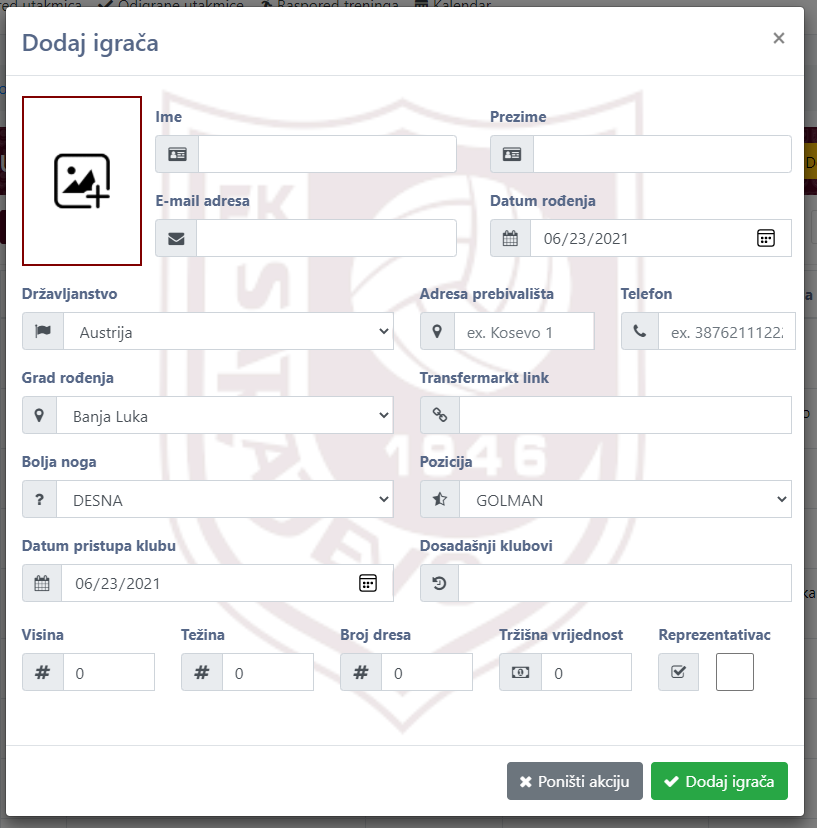 Odigrane utakmice Raspored treninga Kalendar
Dodaj igrača
×
Ime Prezime
E-mail adresa Datum rođenja
06/23/2021
Državljanstvo Adresa prebivališta Telefon
Austrija ex. Kosevo 1 ex. 38762111222
Grad rođenja Transfermarkt link
Banja Luka
Bolja noga Pozicija
? DESNA GOLMAN
Datum pristupa klubu Dosadašnji klubovi
06/23/2021
Visina Težina Broj dresa Tržišna vrijednost Reprezentativac
# 0 # 0 # 0 0
FK SARAJEVO
1946
Poništi akciju Dodaj igrača